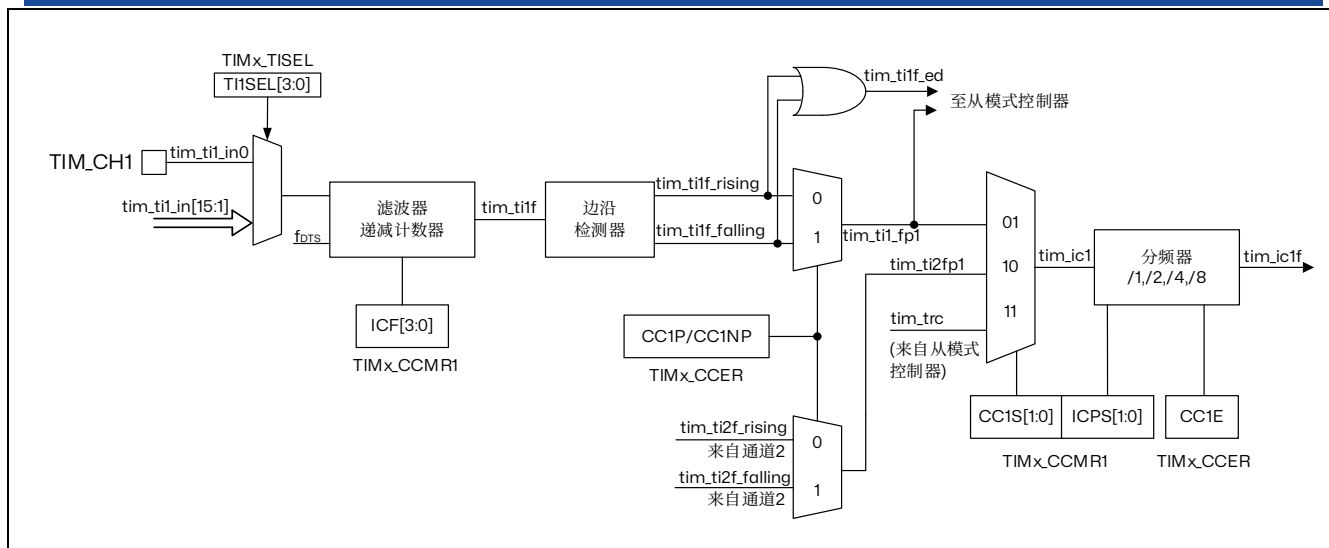 TIMx_TISEL
TI1SEL[3:0]
tim_ti1f_ed
至从模式控制器
TIM_CH1
tim_ti1_in0
tim_ti1_in[15:1]
fDTS
滤波器
递减计数器
tim_ti1f
边沿
检测器
tim_ti1f_rising
tim_ti1f_falling
0
1
tim_ti1_fp1
tim_ti2fp1
tim_trc
(来自从模式
控制器)
01
10
11
tim_ic1
分频器
/1,/2,/4,/8
tim_ic1f
ICF[3:0]
TIMx_CCMR1
CC1P/CC1NP
TIMx_CCER
tim_ti2f_rising
来自通道2
tim_ti2f_falling
来自通道2
0
1
CC1S[1:0]
ICPS[1:0]
CC1E
TIMx_CCMR1
TIMx_CCER